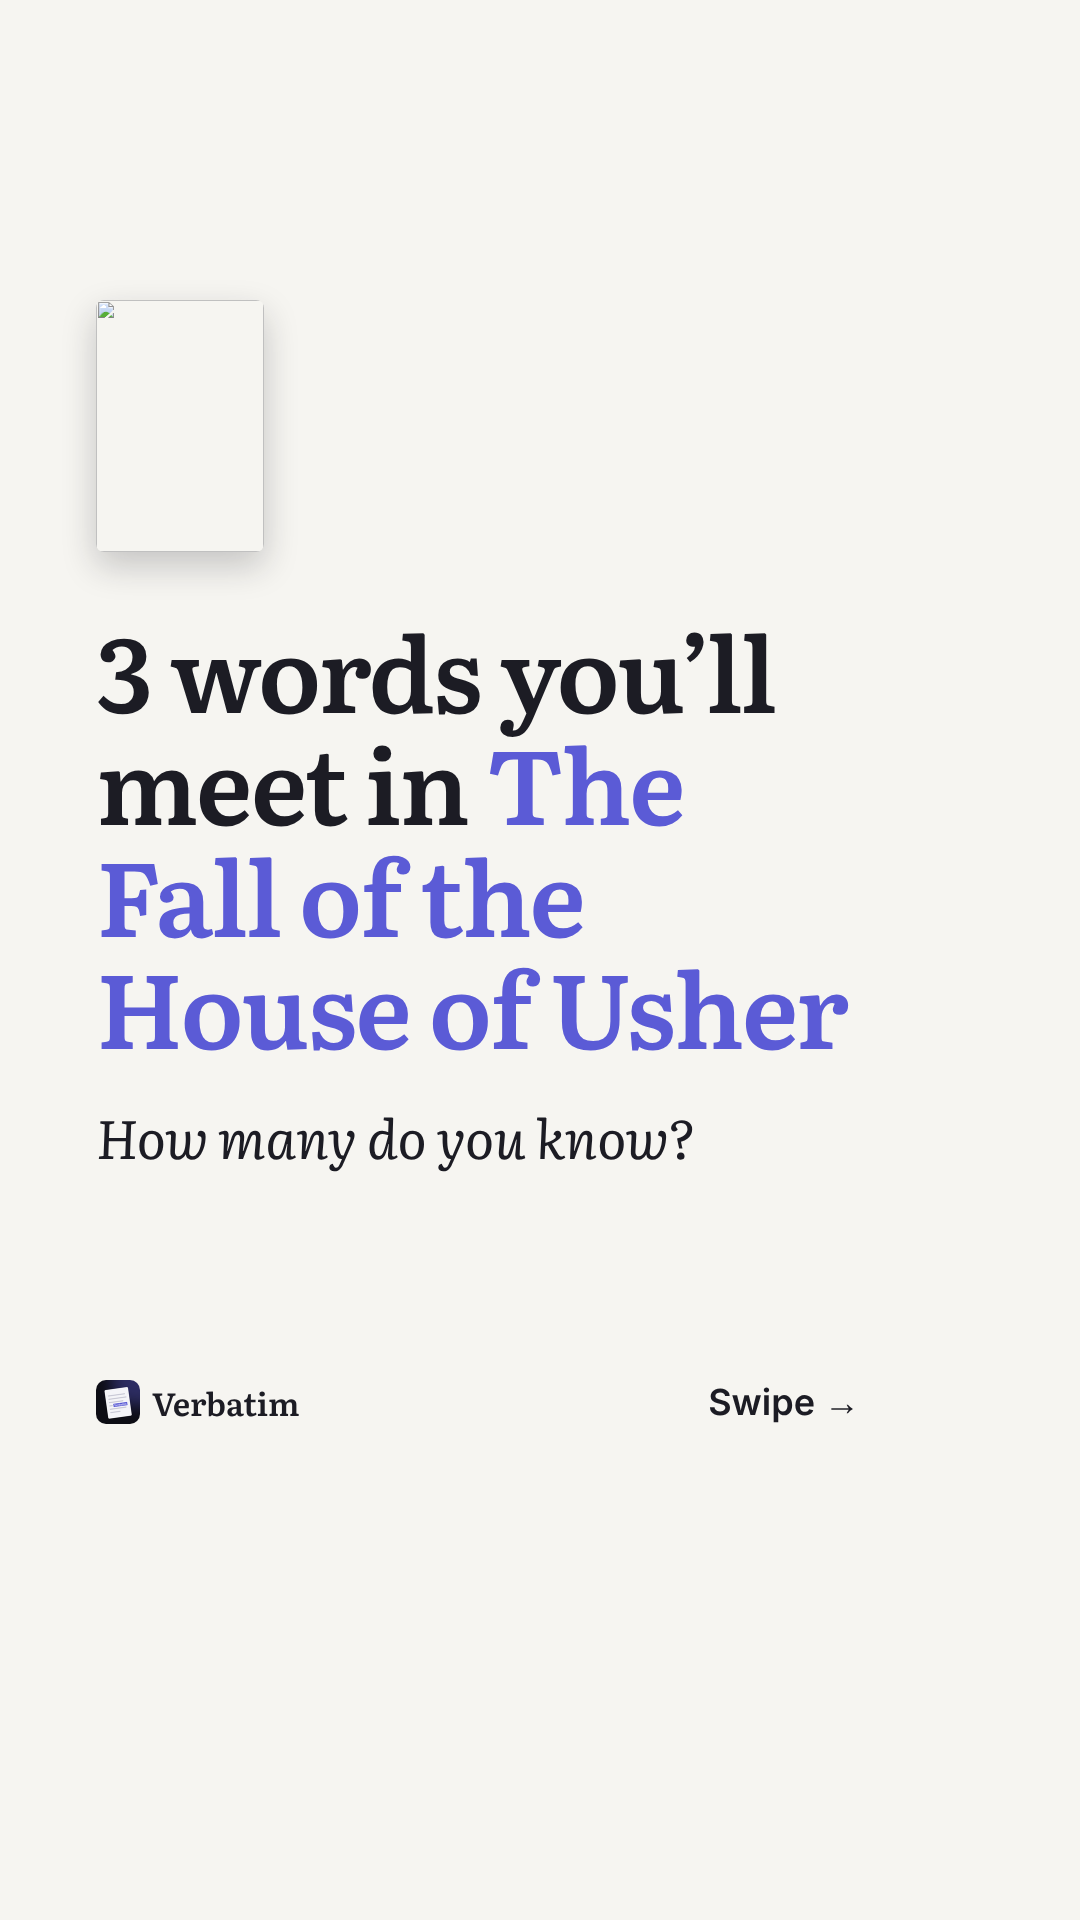 3 words you’ll
meet in The
Fall of the
House of Usher
How many do you know?
Verbatim
Swipe →